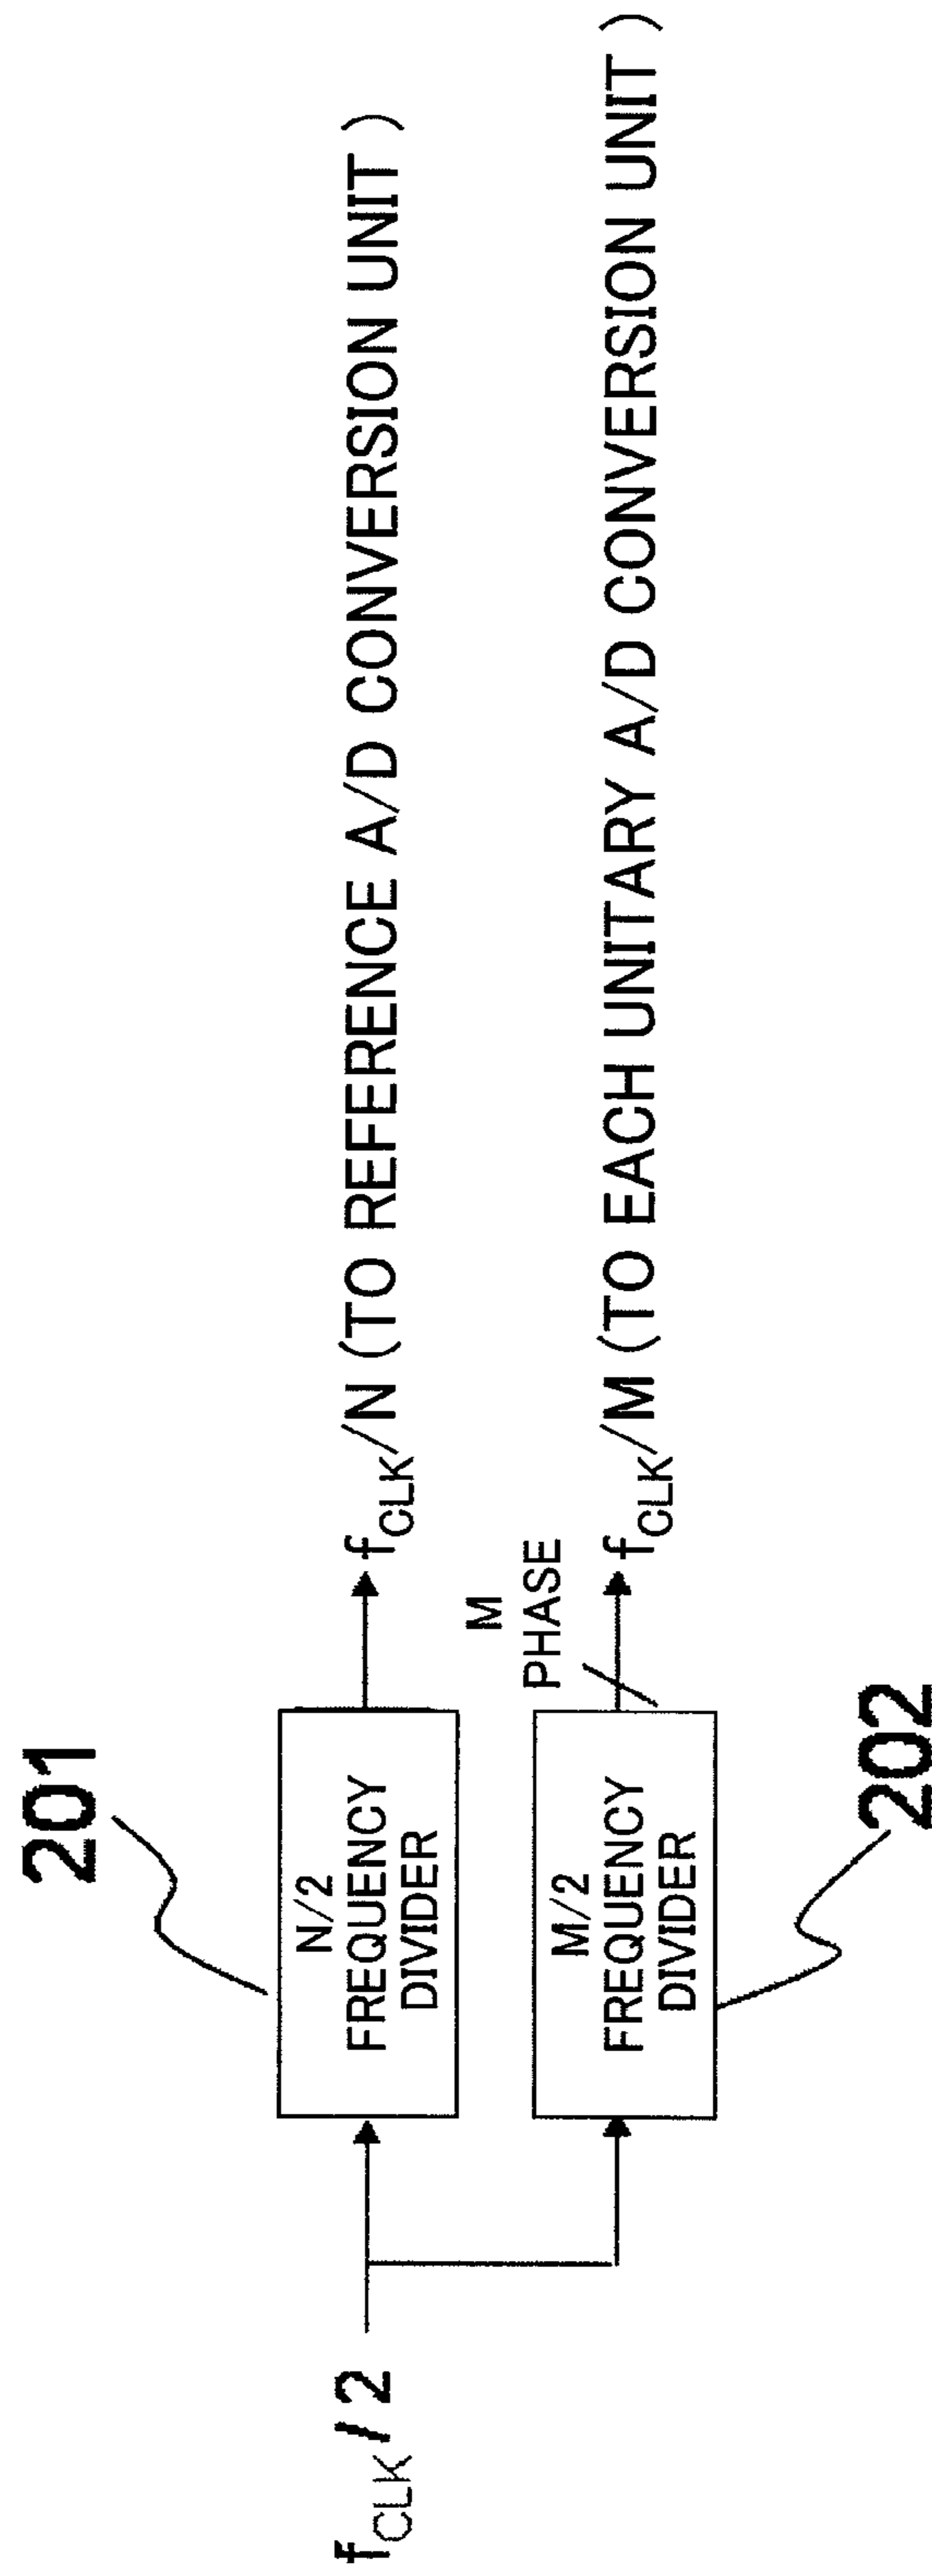 201
f_CLK / 2
N/2
FREQUENCY
DIVIDER
f_CLK/N (TO REFERENCE A/D CONVERSION UNIT )
M
PHASE
M/2
FREQUENCY
DIVIDER
f_CLK/M (TO EACH UNITARY A/D CONVERSION UNIT )
202